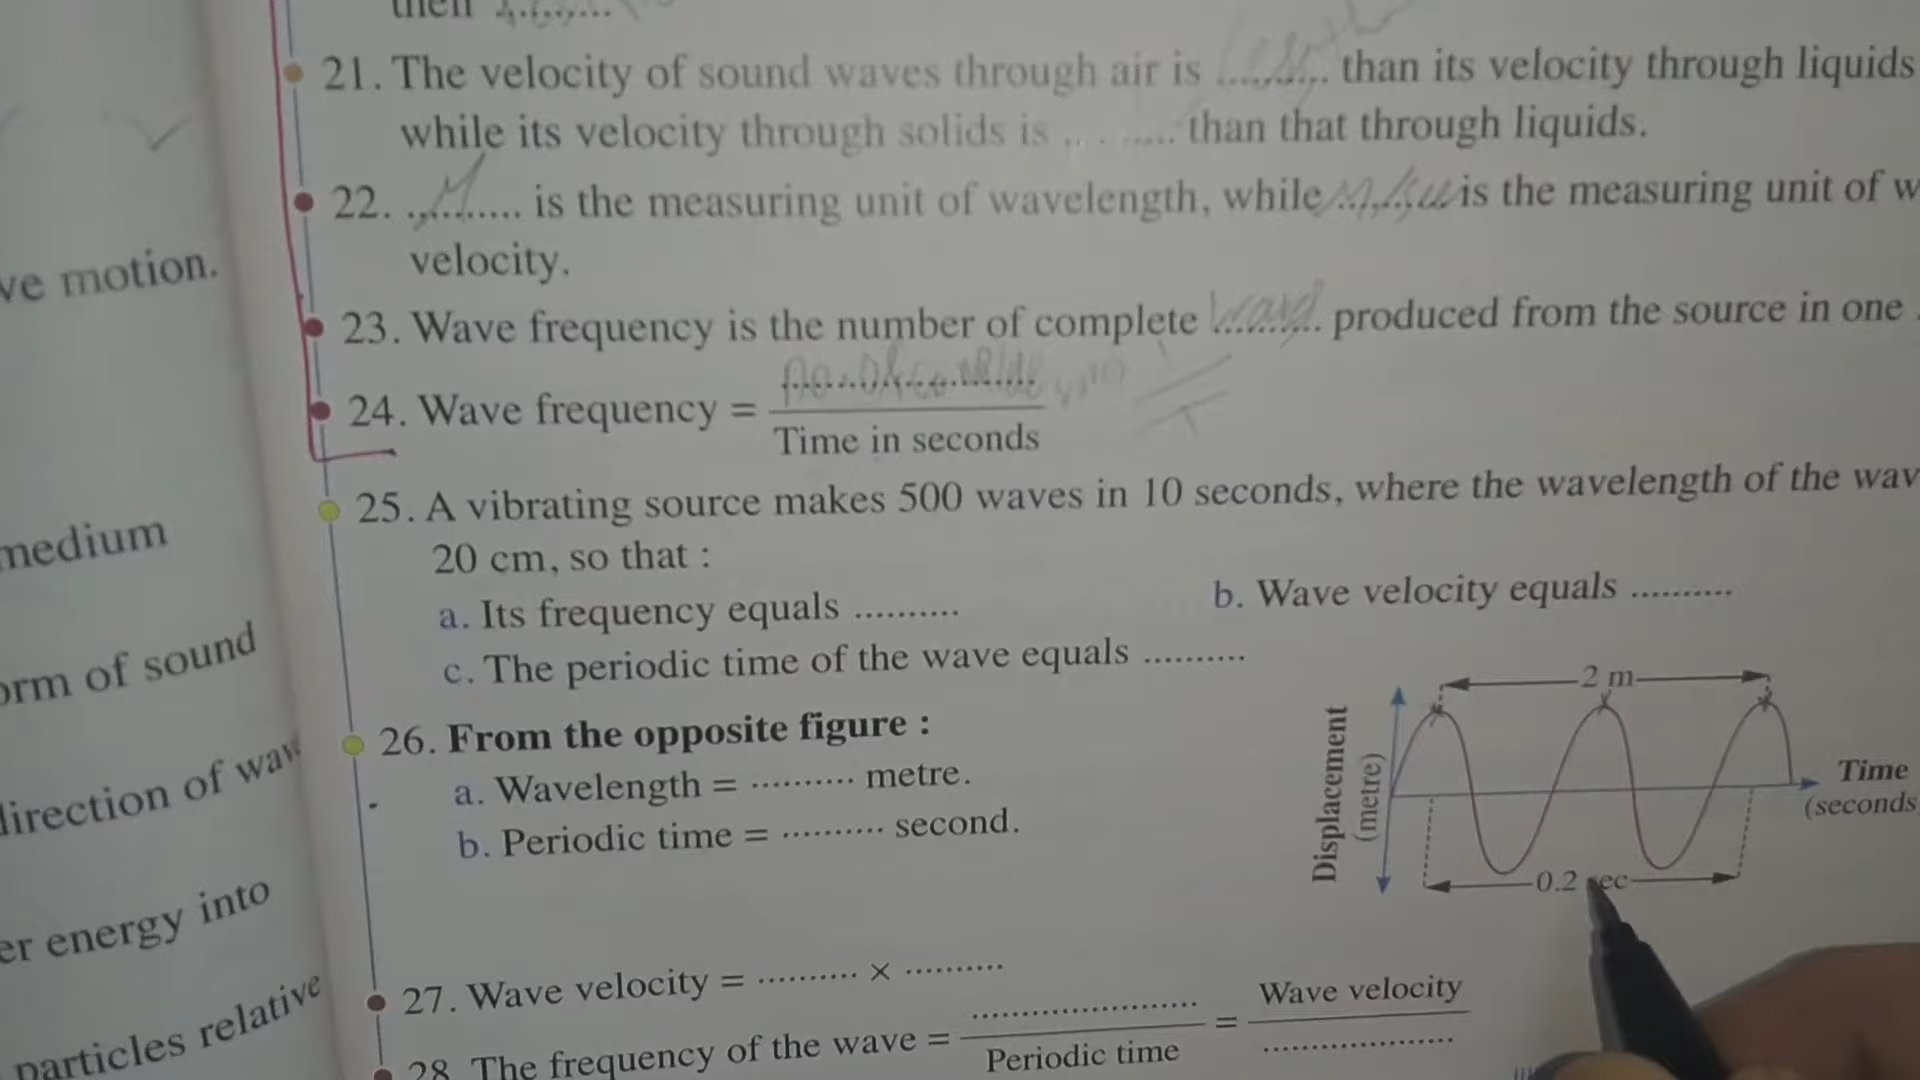 then
21. The velocity of sound waves through air is .......... than its velocity through liquids
while its velocity through solids is .......... than that through liquids.
22. .......... is the measuring unit of wavelength, while M/s is the measuring unit of w
velocity.
23. Wave frequency is the number of complete .......... produced from the source in one
24. Wave frequency = 
Time in seconds
25. A vibrating source makes 500 waves in 10 seconds, where the wavelength of the wav
20 cm, so that :
a. Its frequency equals ..........
b. Wave velocity equals ..........
c. The periodic time of the wave equals ..........
26. From the opposite figure :
a. Wavelength = .......... metre.
b. Periodic time = .......... second.
2 m
Displacement
(metre)
Time
(seconds
0.2 sec
27. Wave velocity = .......... × ..........
28. The frequency of the wave = .................... / Periodic time = Wave velocity / ..................
ve motion.
medium
orm of sound
direction of wav
er energy into
particles relative